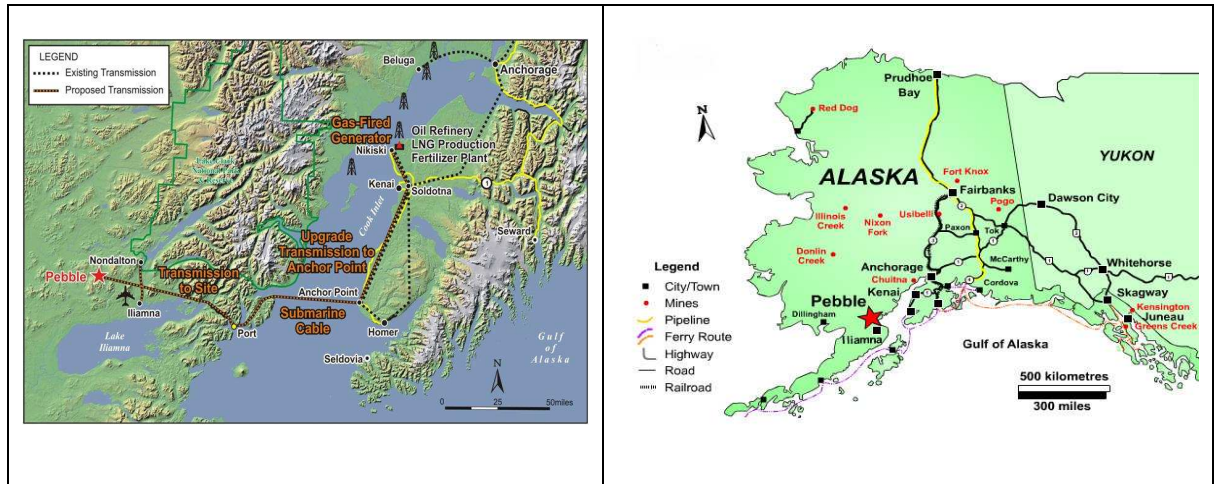 LEGEND
Existing Transmission
Proposed Transmission
Beluga
Anchorage
Gas-Fired
Generator
Nikiski
Oil Refinery
LNG Production
Fertilizer Plant
Lake Clark
National Park
Kenai
Soldotna
1
Cook Inlet
Seward
Upgrade
Transmission to
Anchor Point
Nondalton
Pebble
Transmission
to Site
Iliamna
Anchor Point
Submarine
Cable
Port
Homer
Lake
Iliamna
Seldovia
Gulf
of
Alaska
N
0 25 50miles
N
Prudhoe
Bay
Red Dog
YUKON
ALASKA
Fort Knox
Fairbanks
Pogo
Dawson City
Illinois
Creek
Nixon
Fork
Usibelli
Paxon
Tok
Donlin
Creek
McCarthy
Whitehorse
Anchorage
Chuitna
Cordova
Kenai
Skagway
Kensington
Juneau
Greens Creek
Pebble
Dillingham
Iliamna
Gulf of Alaska
Legend
City/Town
Mines
Pipeline
Ferry Route
Highway
Road
Railroad
500 kilometres
300 miles